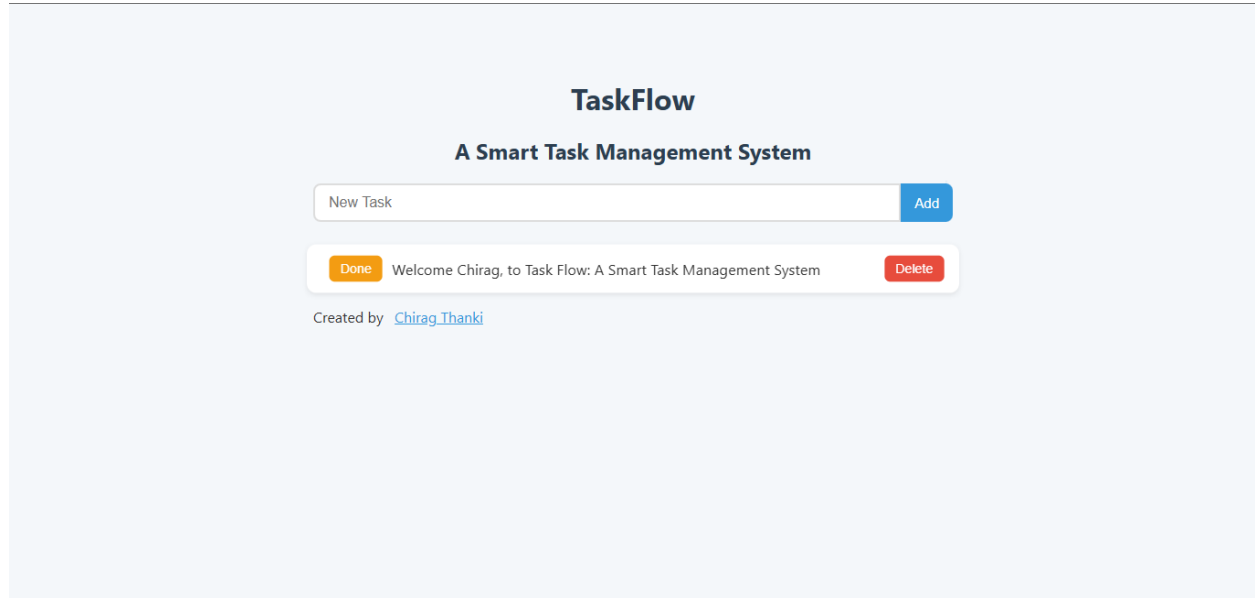 TaskFlow
A Smart Task Management System
New Task Add
Done Welcome Chirag, to Task Flow: A Smart Task Management System Delete
Created by Chirag Thanki